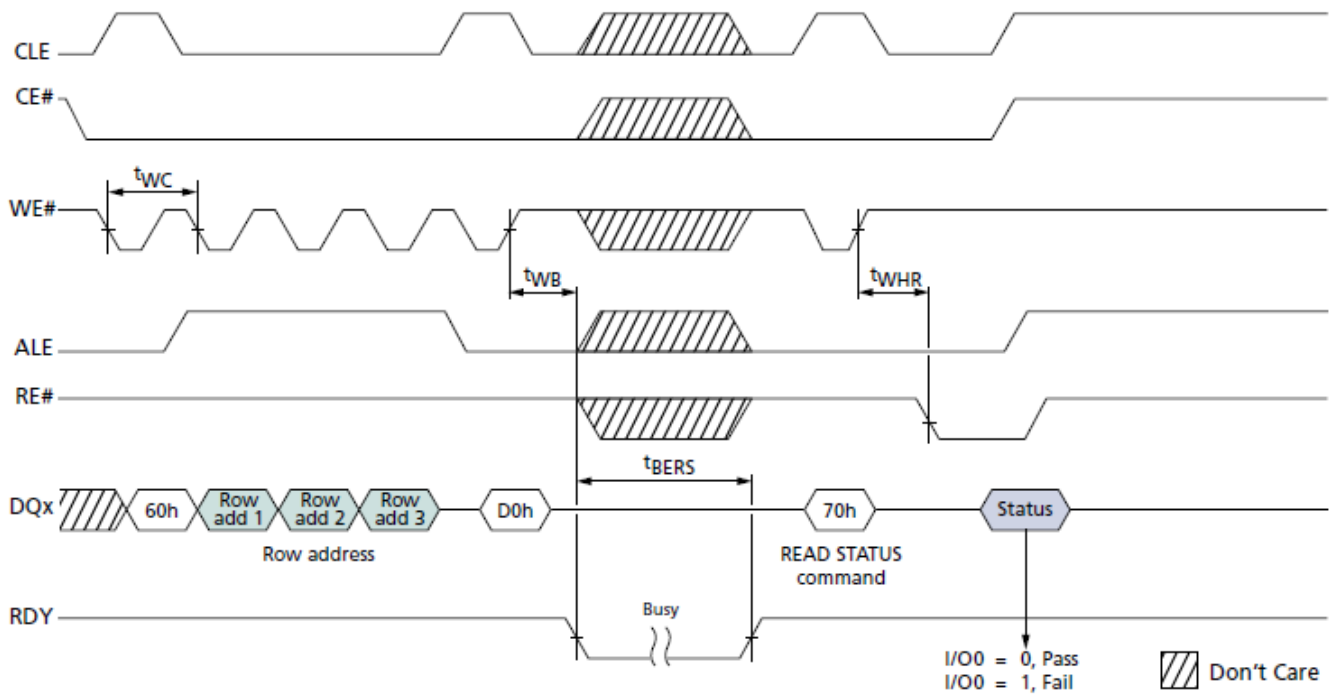 CLE
CE#
tWC
WE#
tWB
tWHR
ALE
RE#
tBERS
DQx
60h
Row
add 1
Row
add 2
Row
add 3
D0h
70h
Status
Row address
READ STATUS
command
RDY
Busy
I/O0 = 0, Pass
I/O0 = 1, Fail
Don't Care